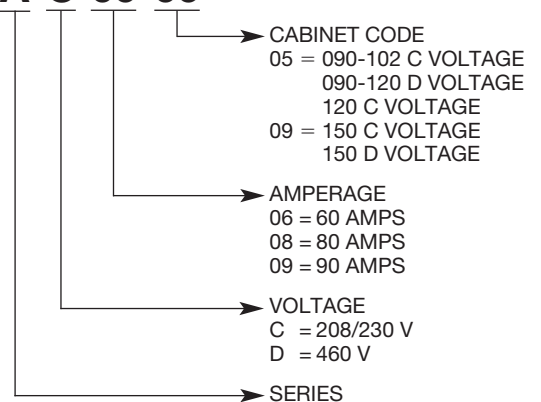 CABINET CODE
05 = 090-102 C VOLTAGE
090-120 D VOLTAGE
120 C VOLTAGE
09 = 150 C VOLTAGE
150 D VOLTAGE
AMPERAGE
06 = 60 AMPS
08 = 80 AMPS
09 = 90 AMPS
VOLTAGE
C = 208/230 V
D = 460 V
SERIES